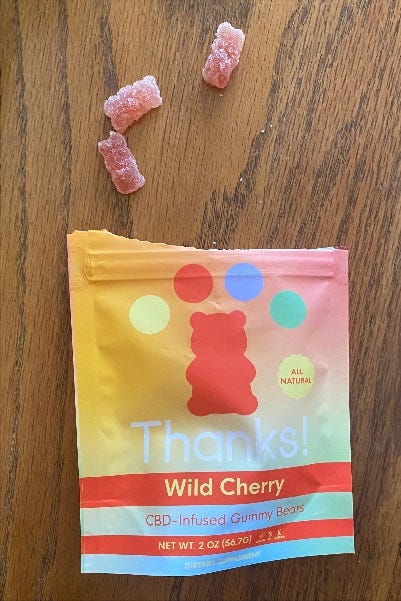 ALL
NATURAL
Thanks!
Wild Cherry
CBD-Infused Gummy Bears
NET WT. 2 OZ (56.7G)
DIETARY SUPPLEMENT